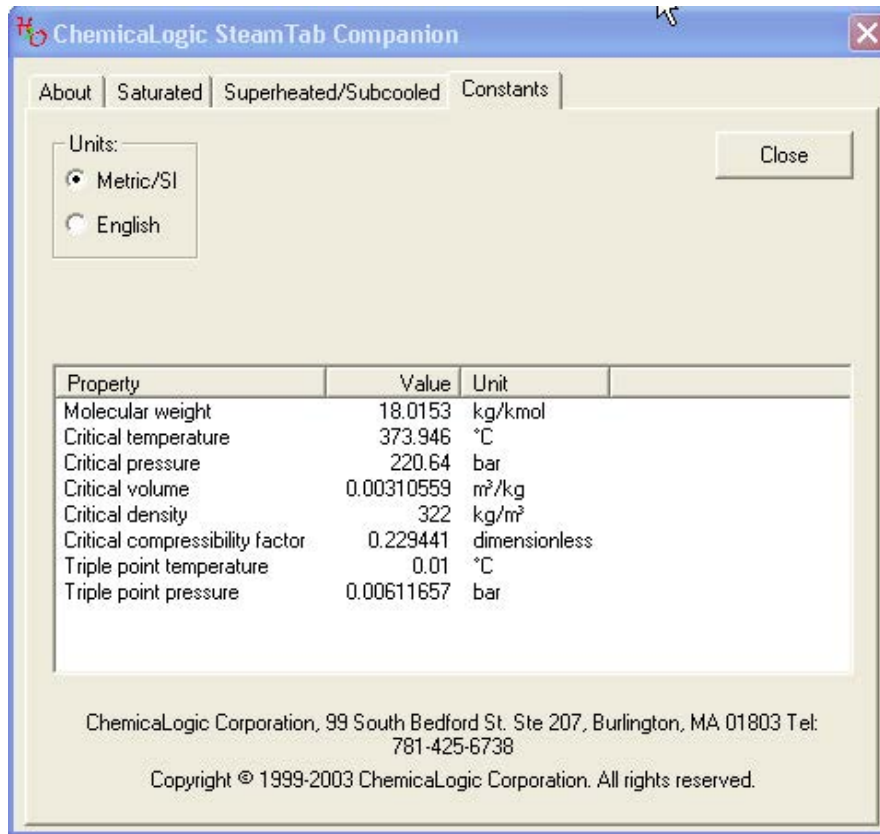 H2O ChemicaLogic SteamTab Companion
About Saturated Superheated/Subcooled Constants
Units:
Metric/SI
English
Close
Property Value Unit
Molecular weight 18.0153 kg/kmol
Critical temperature 373.946 °C
Critical pressure 220.64 bar
Critical volume 0.00310559 m³/kg
Critical density 322 kg/m³
Critical compressibility factor 0.229441 dimensionless
Triple point temperature 0.01 °C
Triple point pressure 0.00611657 bar
ChemicaLogic Corporation, 99 South Bedford St. Ste 207, Burlington, MA 01803 Tel:
781-425-6738
Copyright © 1999-2003 ChemicaLogic Corporation. All rights reserved.